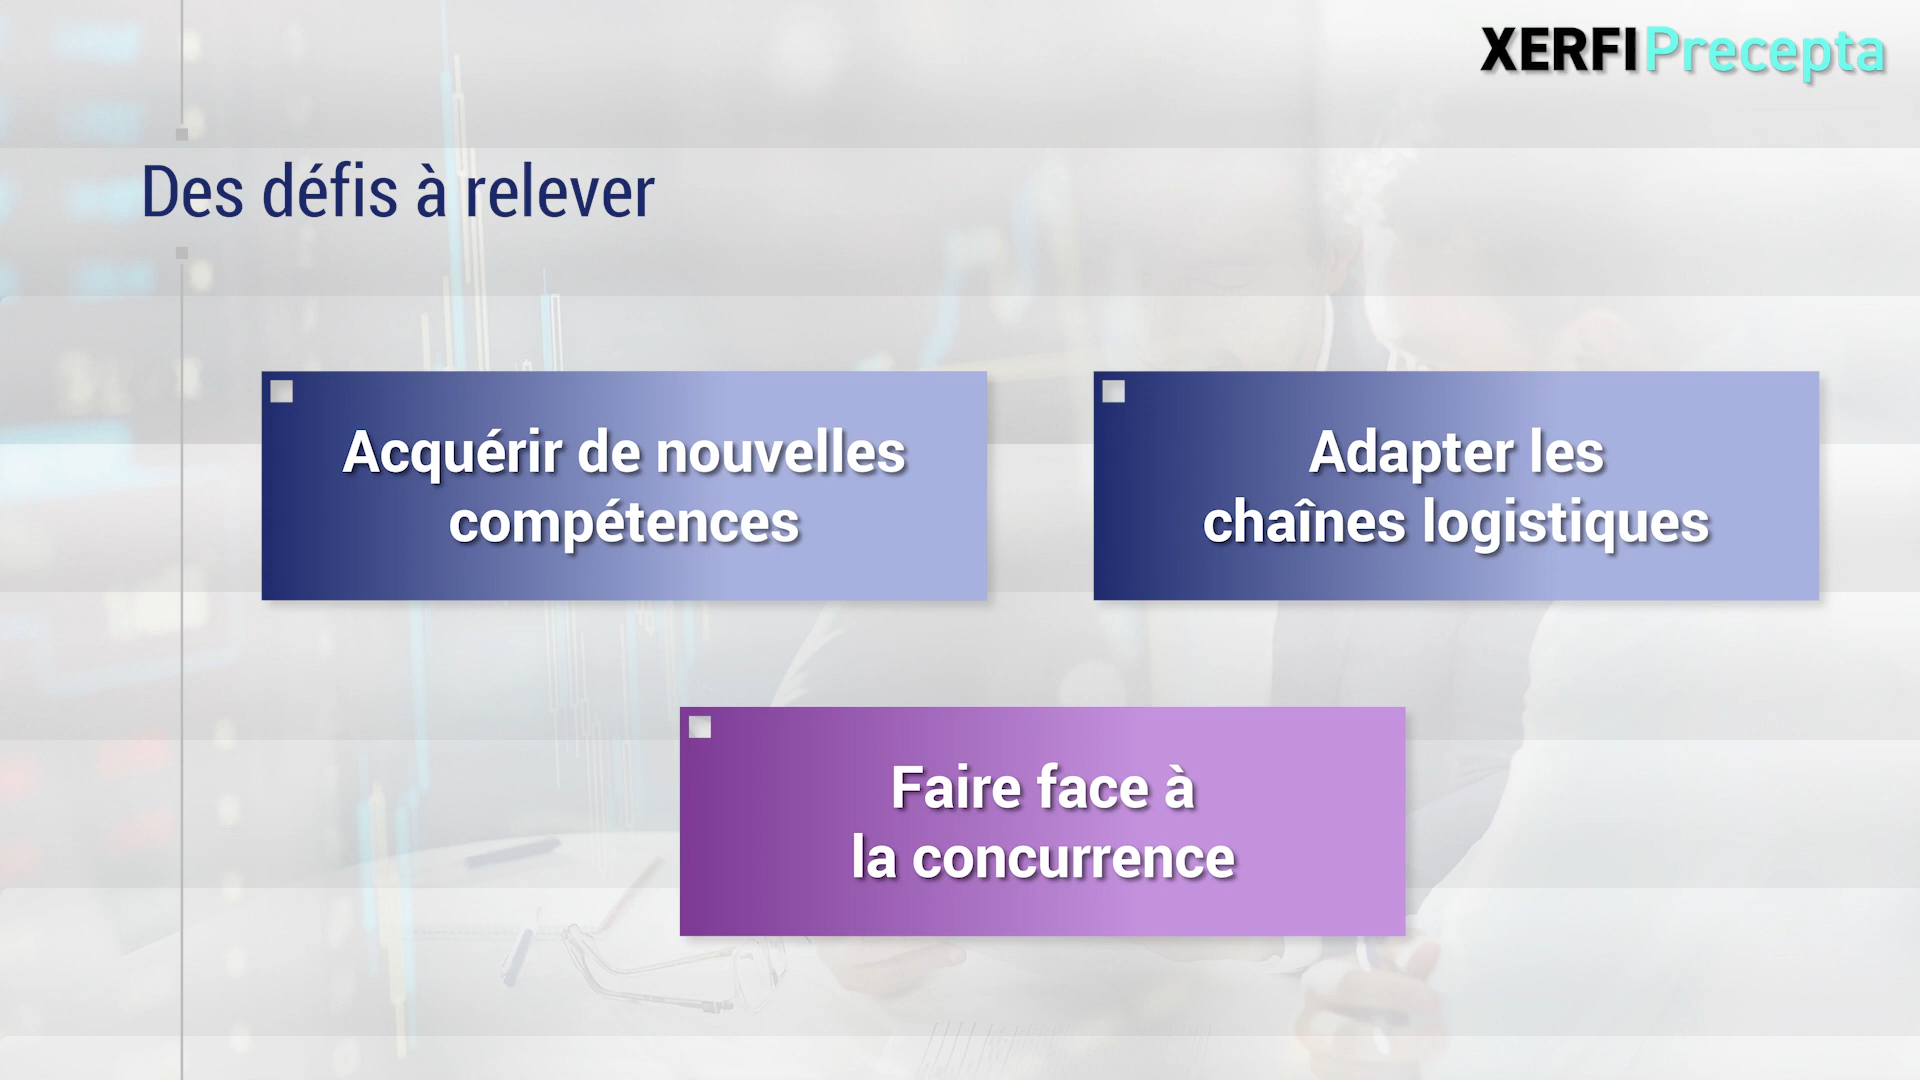 XERFI Precepta
Des défis à relever
Acquérir de nouvelles
compétences
Adapter les
chaînes logistiques
Faire face à
la concurrence